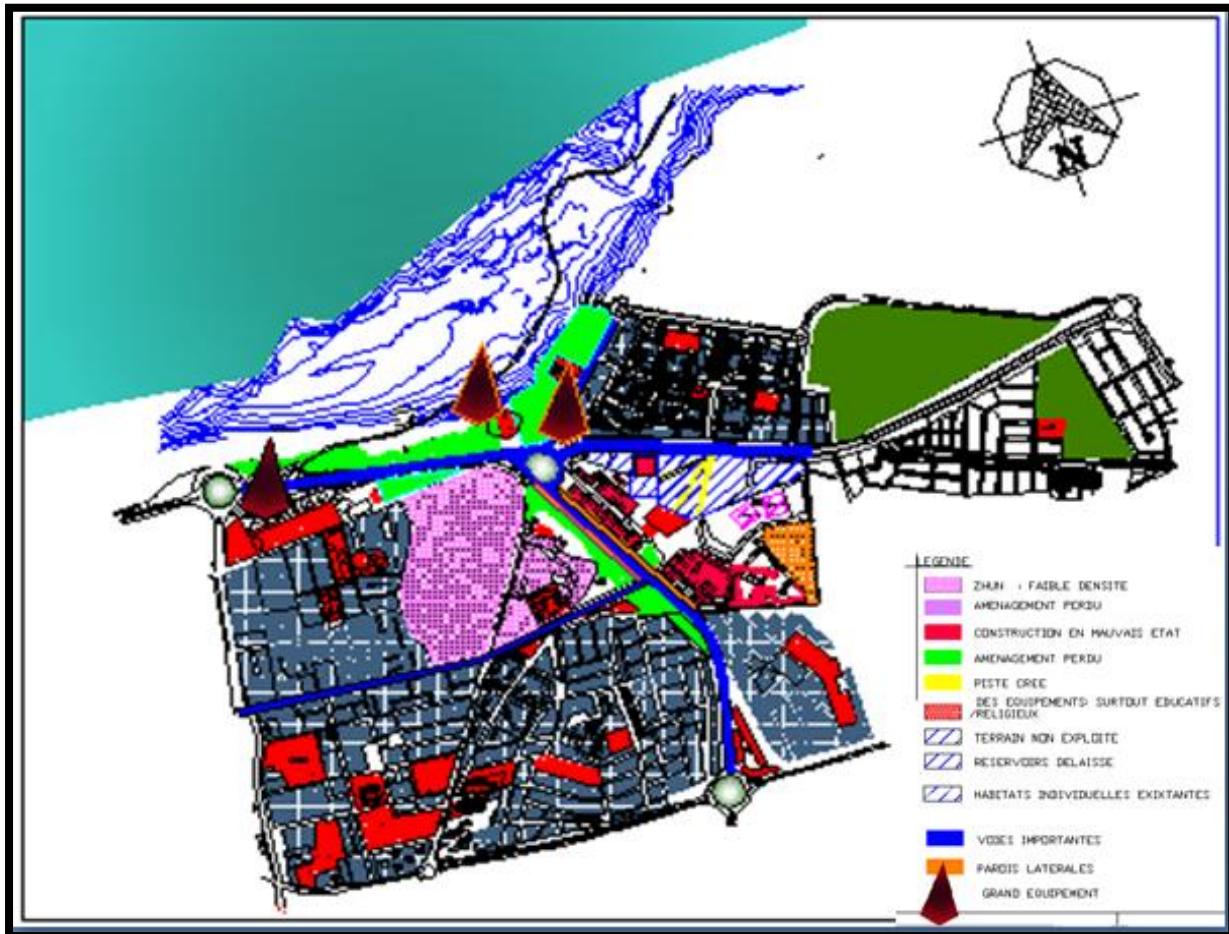 N
LEGENDE
ZHUN : FAIBLE DENSITE
AMENAGEMENT PERDU
CONSTRUCTION EN MAUVAIS ETAT
AMENAGEMENT PERDU
PISTE CREE
DES EQUIPEMENTS SURTOUT EDUCATIFS
/RELIGIEUX
TERRAIN NON EXPLOITE
RESERVOIRS DELAISSE
HABITATS INDIVIDUELLES EXIXTANTES
VOIES IMPORTANTES
PAROIS LATERALES
GRAND EQUIPEMENT